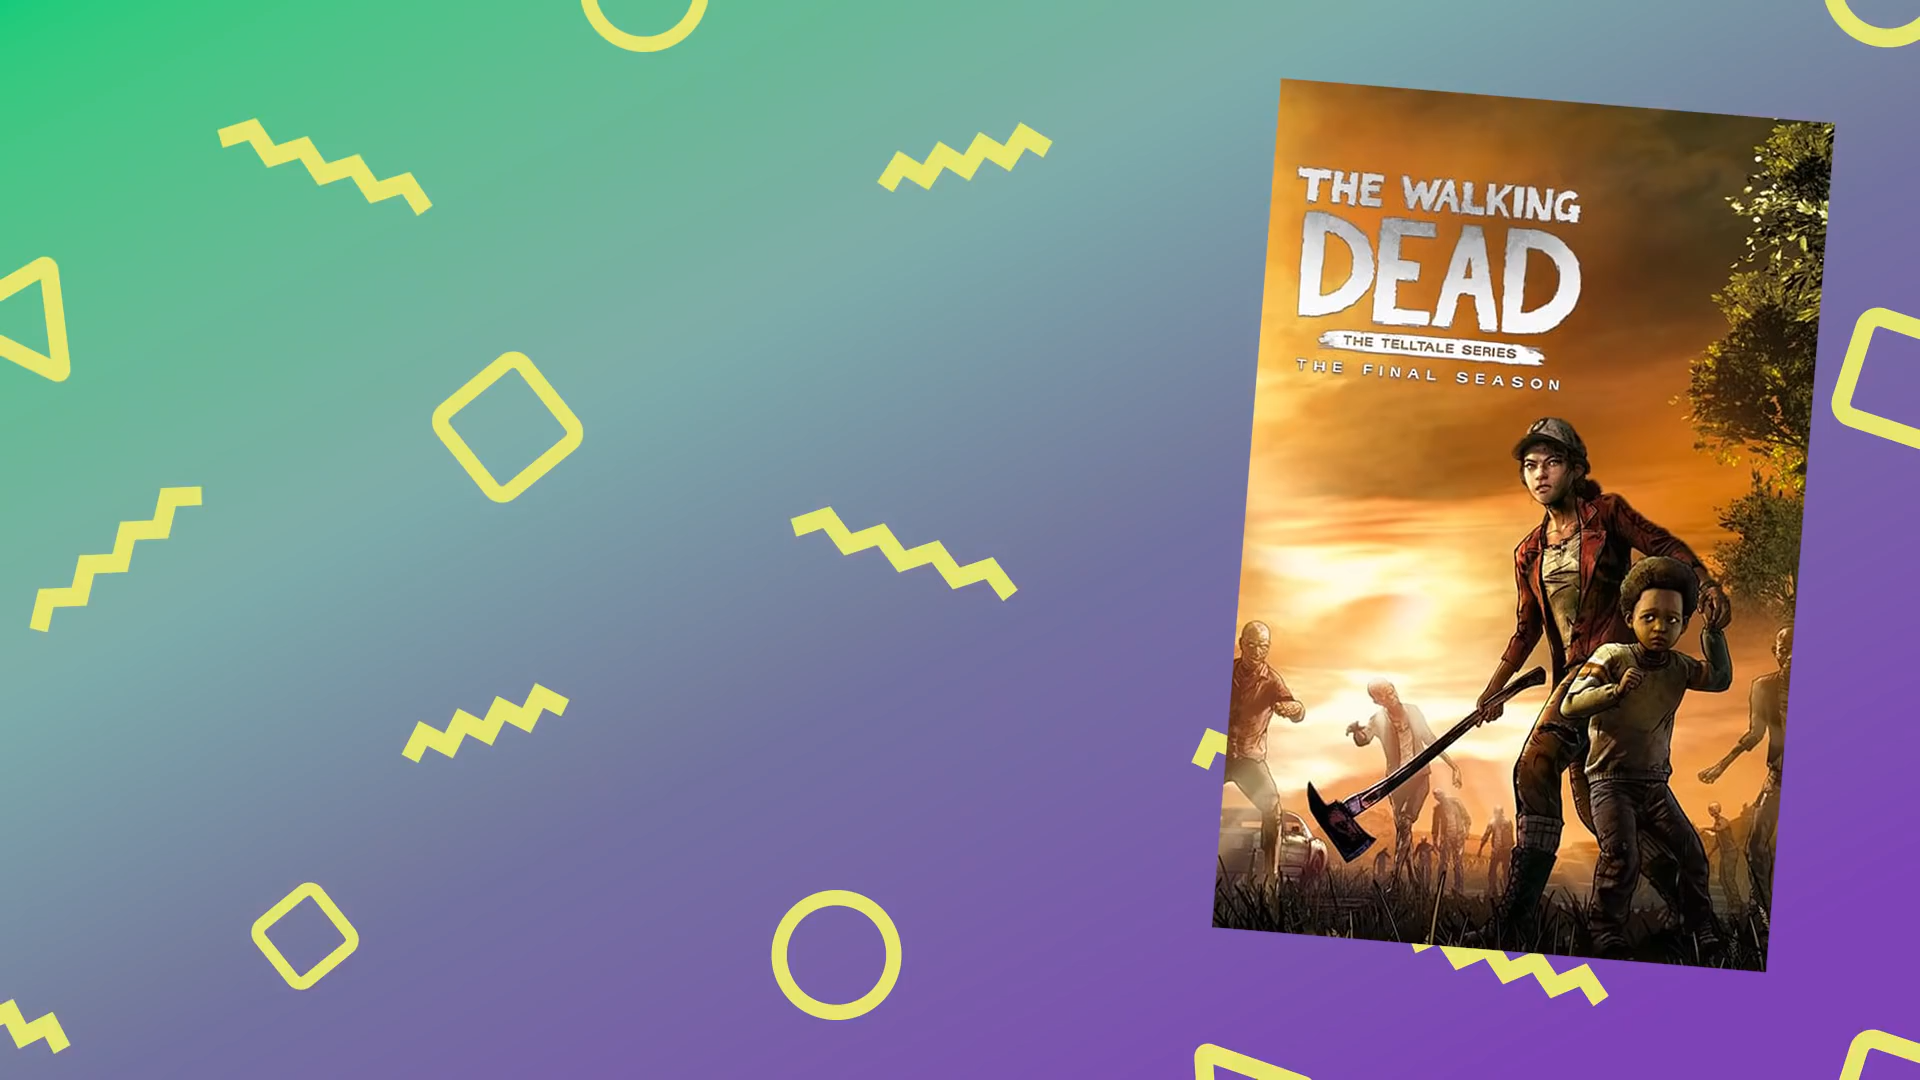 THE WALKING
DEAD
THE TELLTALE SERIES
THE FINAL SEASON